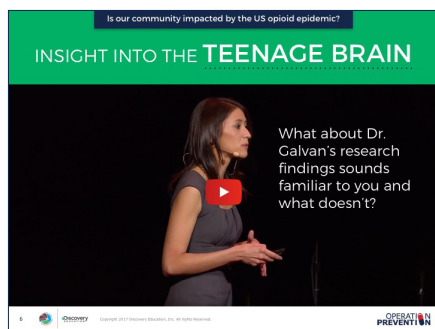 Is our community impacted by the US opioid epidemic?
INSIGHT INTO THE TEENAGE BRAIN
What about Dr.
Galvan's research
findings sounds
familiar to you and
what doesn't?
6
Discovery
EDUCATION
Copyright 2017 Discovery Education, Inc. All Rights Reserved.
OPERATION
PREVENTION